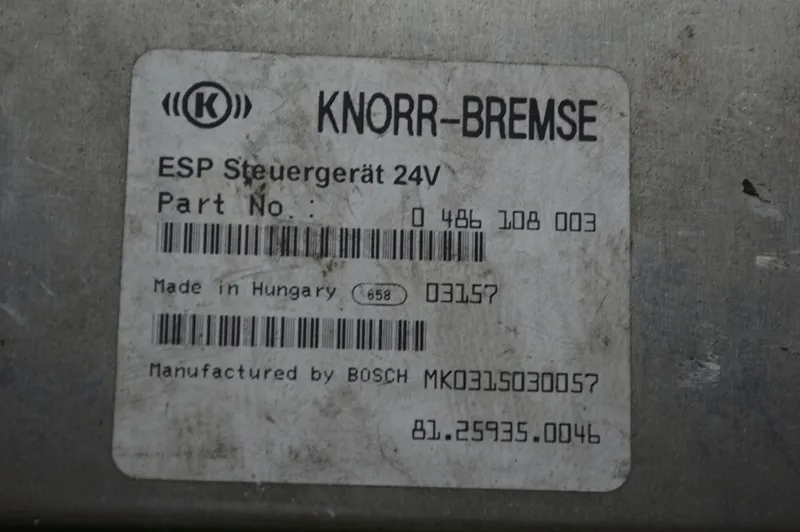 K KNORR-BREMSE
ESP Steuergerät 24V
Part No.: 0 486 108 003
Made in Hungary 658 03157
Manufactured by BOSCH MK0315030057
81.25935.0046